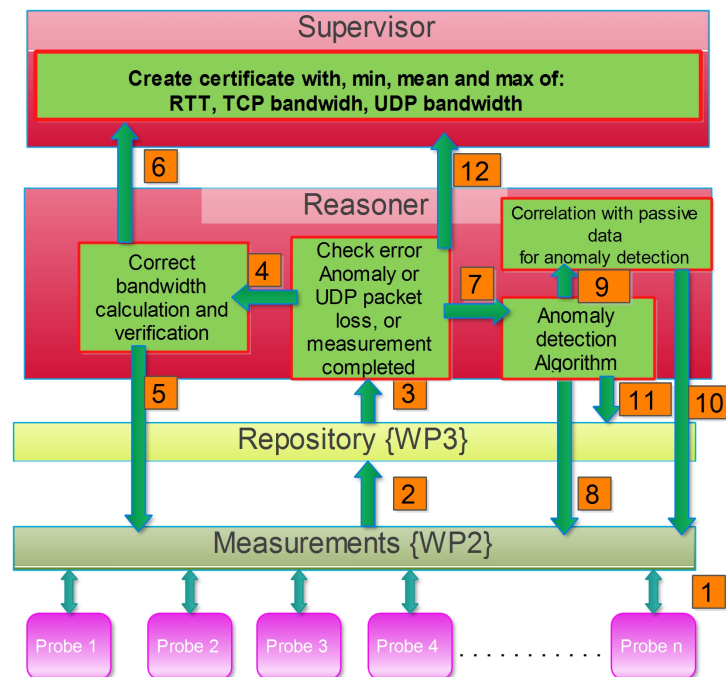 Supervisor
Create certificate with, min, mean and max of:
RTT, TCP bandwidh, UDP bandwidth
6
12
Reasoner
Correct
bandwidth
calculation and
verification
4
Check error
Anomaly or
UDP packet
loss, or
measurement
completed
7
Correlation with passive
data
for anomaly detection
9
Anomaly
detection
Algorithm
5
3
11
10
Repository {WP3}
2
8
Measurements {WP2}
1
Probe 1
Probe 2
Probe 3
Probe 4
. . . . . . . . . . . . . .
Probe n